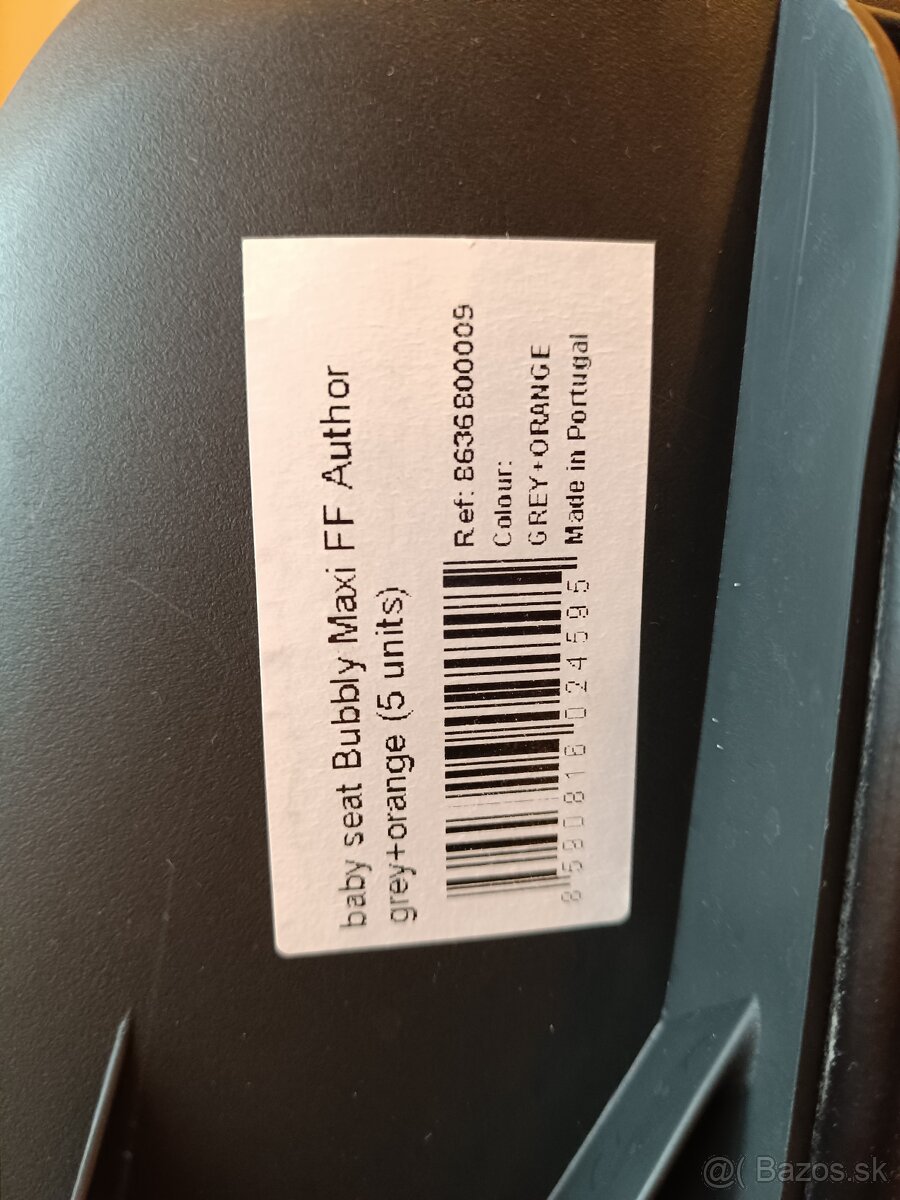 baby seat Bubbly Maxi FF Author
grey+orange (5 units)
Ref: 8636800009
Colour:
GREY+ORANGE
Made in Portugal
8 590816 024595
@( Bazos.sk